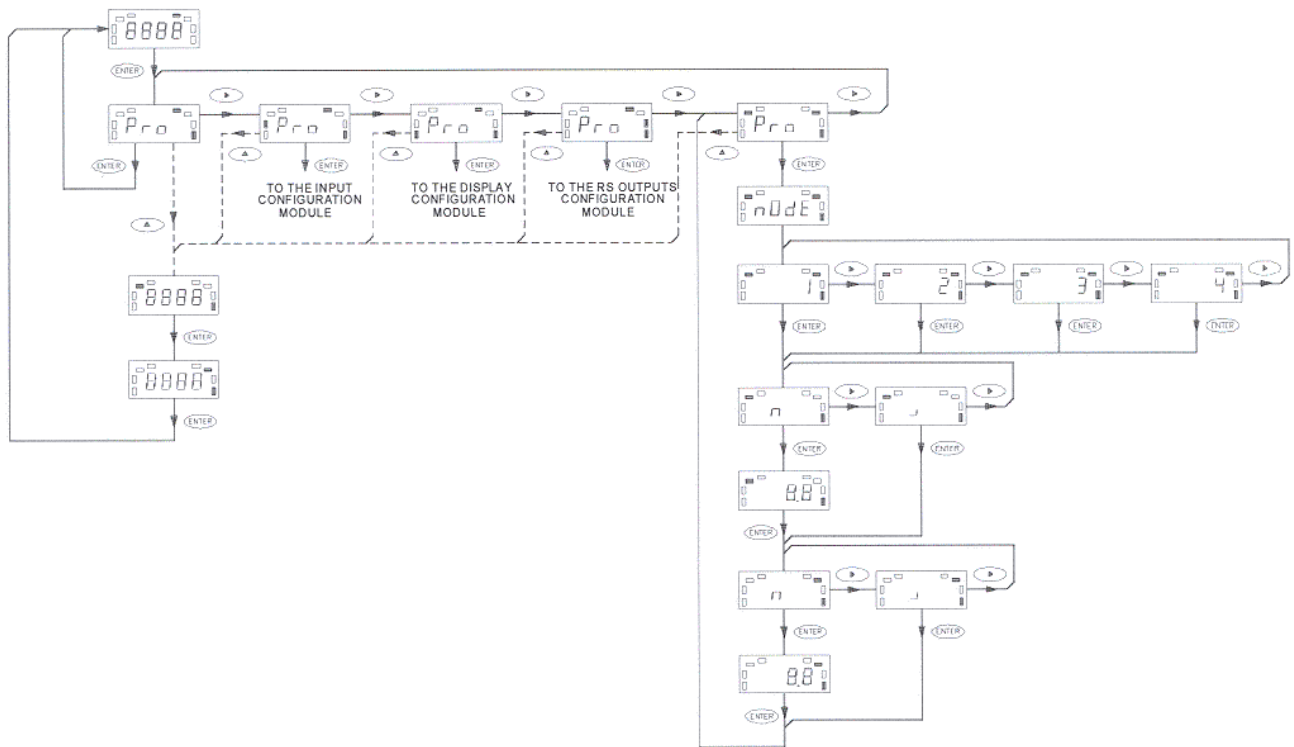 8888
ENTER
Pro Pro Pro Pro Pro
ENTER ENTER ENTER ENTER ENTER
TO THE INPUT
CONFIGURATION
MODULE
TO THE DISPLAY
CONFIGURATION
MODULE
TO THE RS OUTPUTS
CONFIGURATION
MODULE
nOdE
8888
1 2 3 4
ENTER
ENTER ENTER ENTER ENTER
ENTER
n
ENTER ENTER
8.8
ENTER
n
ENTER ENTER
8.8
ENTER